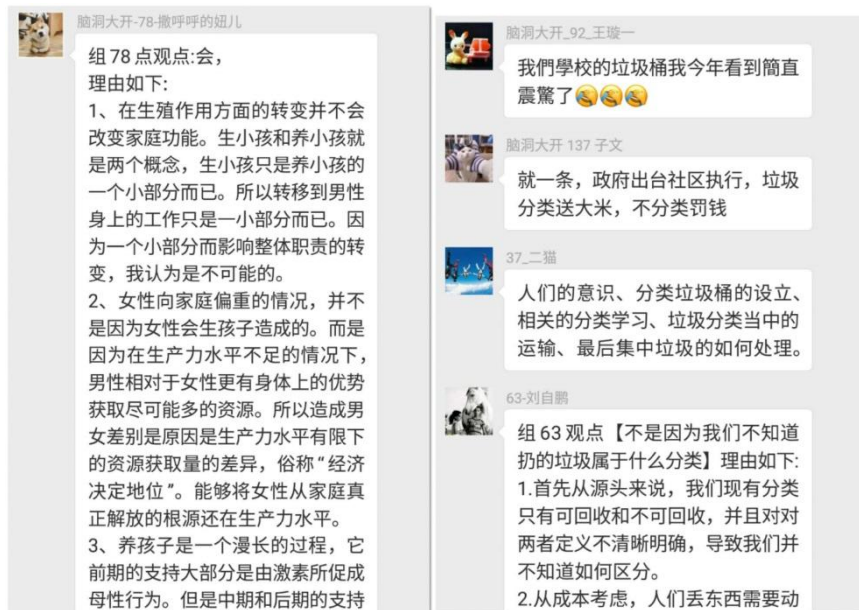 脑洞大开-78-撒呼呼的妞儿
组 78 点观点:会,
理由如下:
1、在生殖作用方面的转变并不会
改变家庭功能。生小孩和养小孩就
是两个概念，生小孩只是养小孩的
一个小部分而已。所以转移到男性
身上的工作只是一小部分而已。因
为一个小部分而影响整体职责的转
变，我认为是不可能的。
2、女性向家庭偏重的情况，并不
是因为女性会生孩子造成的。而是
因为在生产力水平不足的情况下，
男性相对于女性更有身体上的优势
获取尽可能多的资源。所以造成男
女差别是原因是生产力水平有限下
的资源获取量的差异，俗称“经济
决定地位”。能够将女性从家庭真
正解放的根源还在生产力水平。
3、养孩子是一个漫长的过程，它
前期的支持大部分是由激素所促成
母性行为。但是中期和后期的支持
脑洞大开_92_王璇一
我們學校的垃圾桶我今年看到簡直
震驚了
脑洞大开 137 子文
就一条，政府出台社区执行，垃圾
分类送大米，不分类罚钱
37_二猫
人们的意识、分类垃圾桶的设立、
相关的分类学习、垃圾分类当中的
运输、最后集中垃圾的如何处理。
63-刘自鹏
组 63 观点【不是因为我们不知道
扔的垃圾属于什么分类】理由如下:
1.首先从源头来说，我们现有分类
只有可回收和不可回收，并且对对
两者定义不清晰明确，导致我们并
不知道如何区分。
2.从成本考虑，人们丢东西需要动